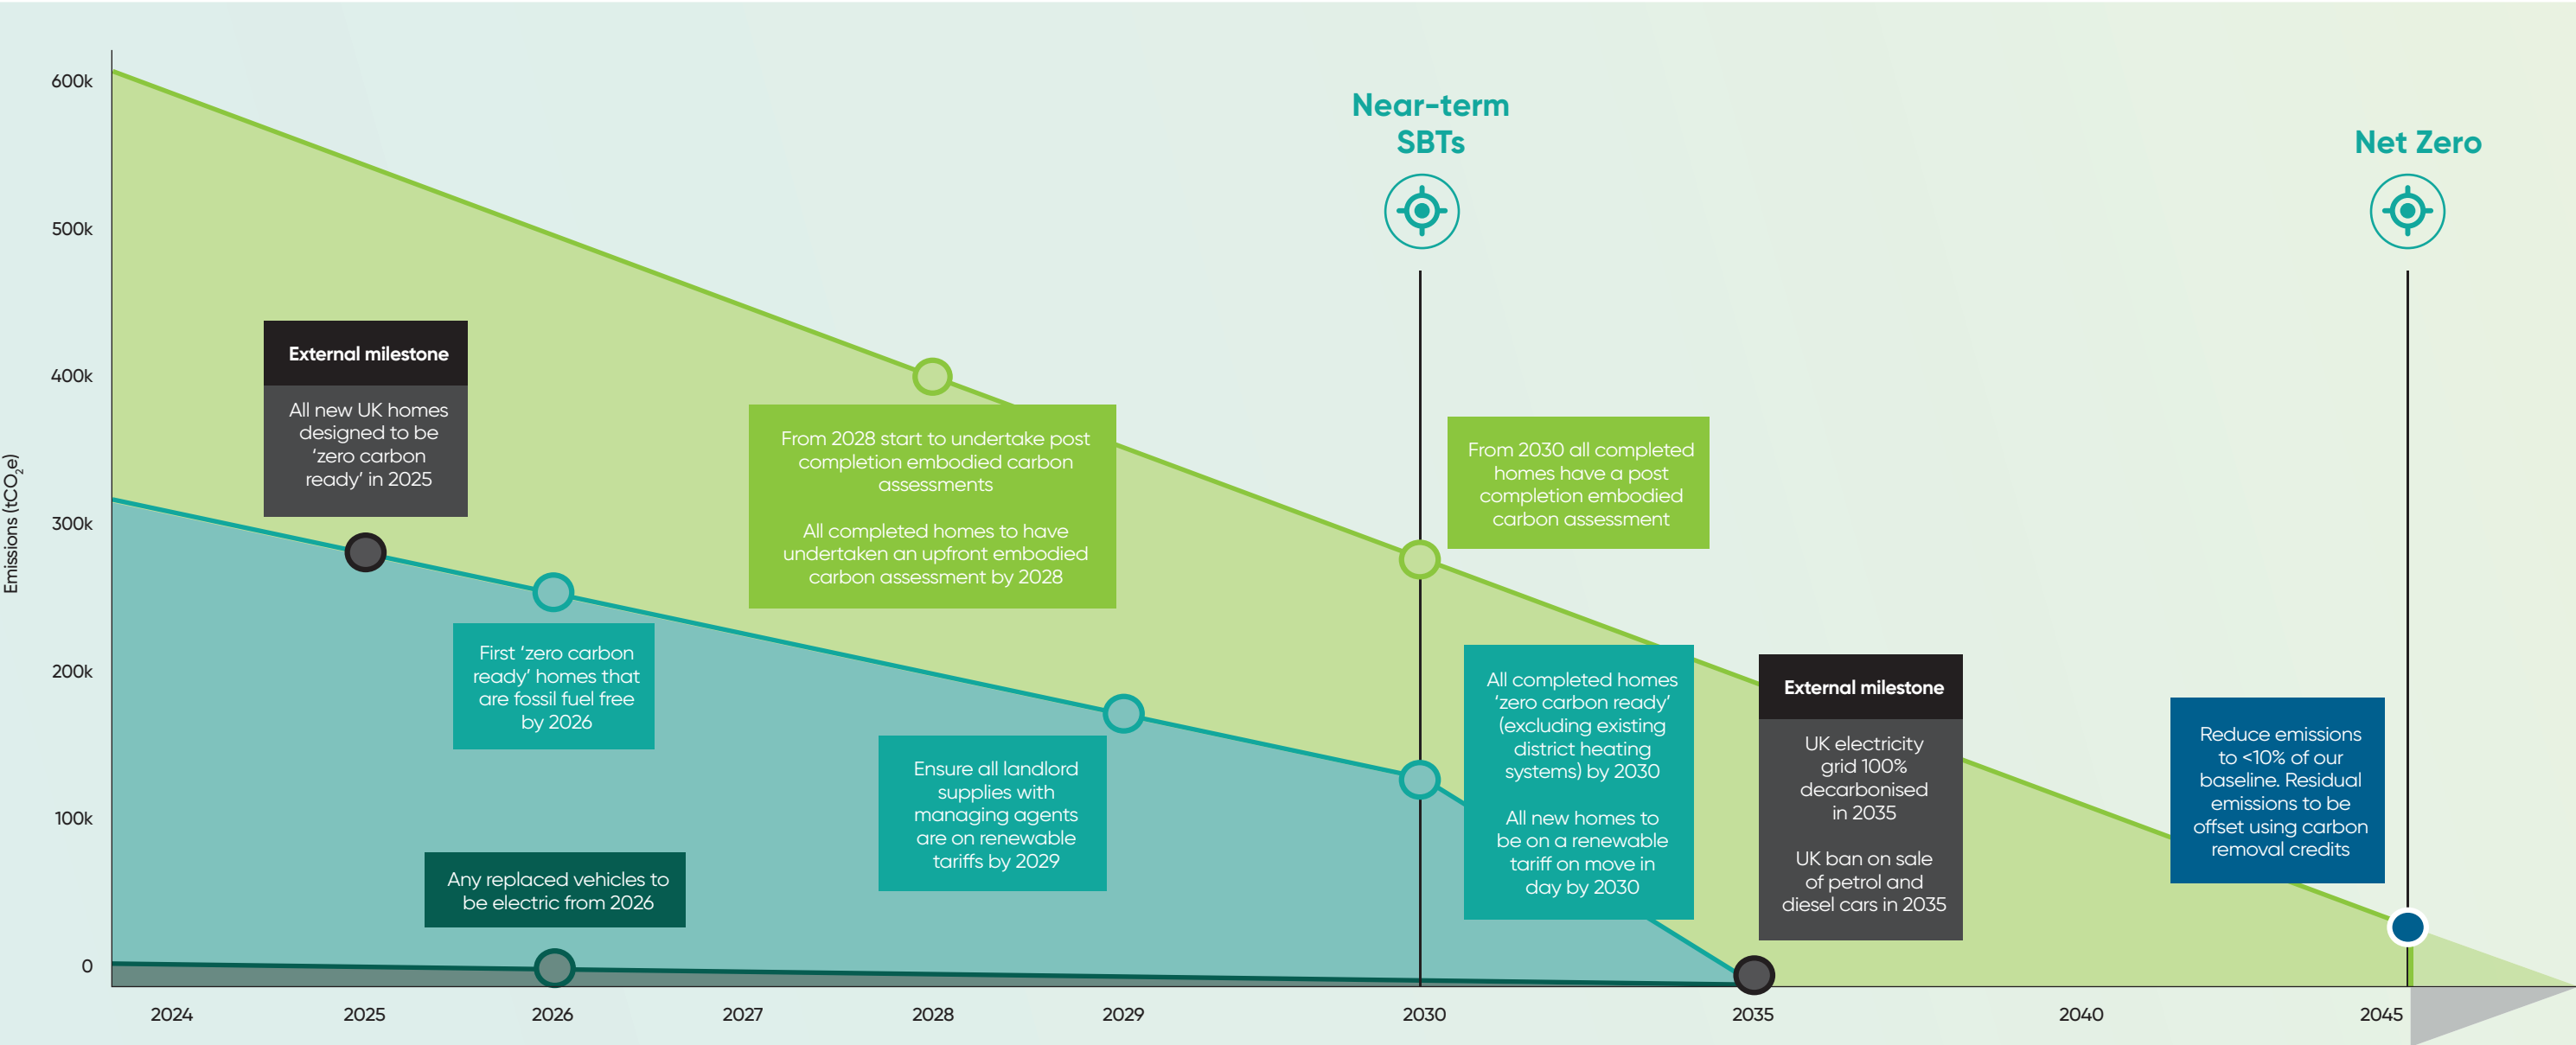 Near-term
SBTs
Net Zero
Emissions (tCO₂e)
600k
500k
400k
300k
200k
100k
0
External milestone
All new UK homes
designed to be
‘zero carbon
ready’ in 2025
First ‘zero carbon
ready’ homes that
are fossil fuel free
by 2026
Any replaced vehicles to
be electric from 2026
From 2028 start to undertake post
completion embodied carbon
assessments
All completed homes to have
undertaken an upfront embodied
carbon assessment by 2028
Ensure all landlord
supplies with
managing agents
are on renewable
tariffs by 2029
From 2030 all completed
homes have a post
completion embodied
carbon assessment
All completed homes
‘zero carbon ready’
(excluding existing
district heating
systems) by 2030
All new homes to
be on a renewable
tariff on move in
day by 2030
External milestone
UK electricity
grid 100%
decarbonised
in 2035
UK ban on sale
of petrol and
diesel cars in 2035
Reduce emissions
to <10% of our
baseline. Residual
emissions to be
offset using carbon
removal credits
2024
2025
2026
2027
2028
2029
2030
2035
2040
2045